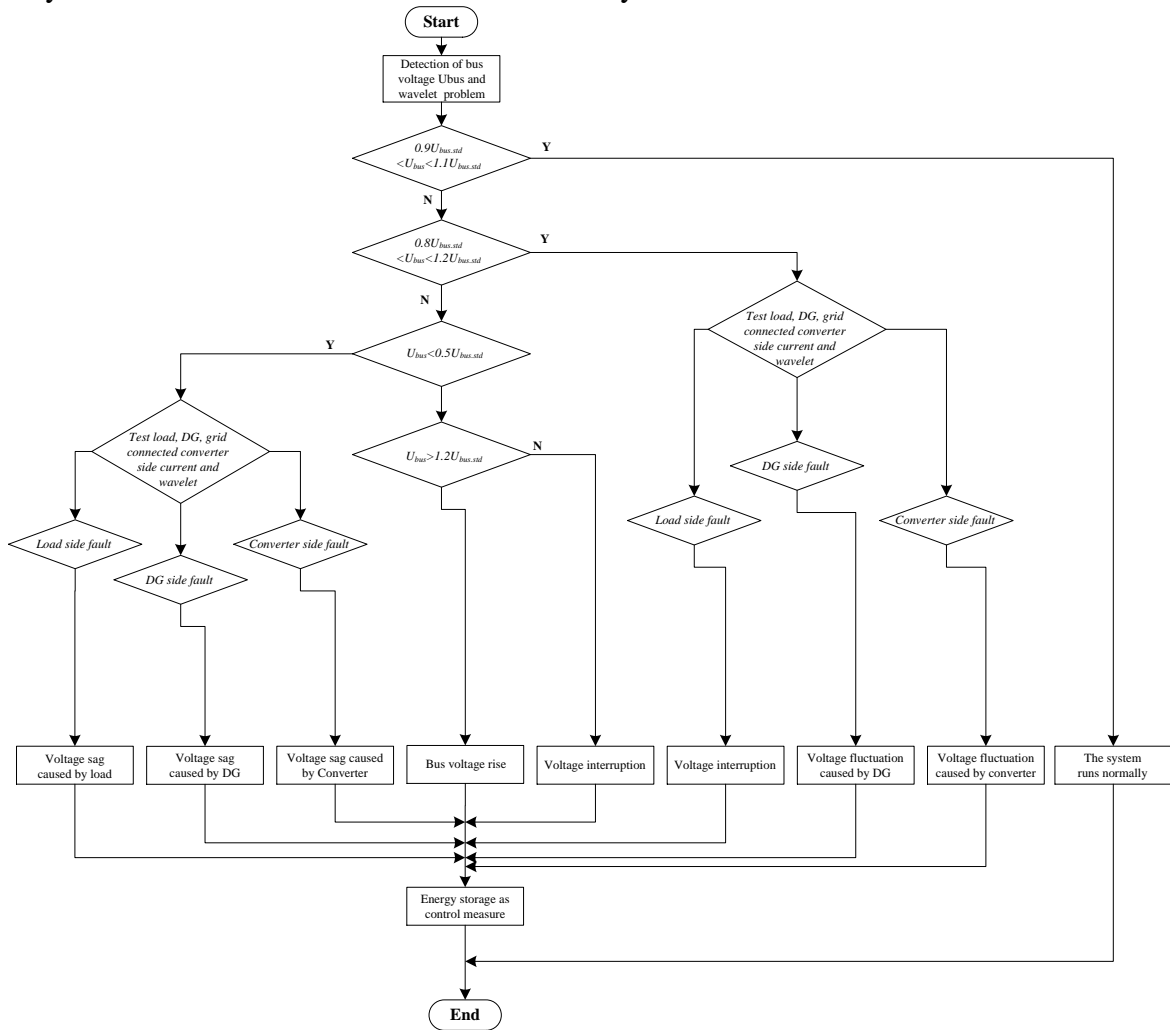 Start
Detection of bus
voltage Ubus and
wavelet problem
0.9Ubus.std
<Ubus<1.1Ubus.std
Y
N
0.8Ubus.std
<Ubus<1.2Ubus.std
Y
N
Test load, DG, grid
connected converter
side current and
wavelet
Ubus<0.5Ubus.std
Y
Test load, DG, grid
connected converter
side current and
wavelet
Ubus>1.2Ubus.std
N
DG side fault
Load side fault
Converter side fault
Load side fault
Converter side fault
DG side fault
Voltage sag
caused by load
Voltage sag
caused by DG
Voltage sag caused
by Converter
Bus voltage rise
Voltage interruption
Voltage interruption
Voltage fluctuation
caused by DG
Voltage fluctuation
caused by converter
The system
runs normally
Energy storage as
control measure
End